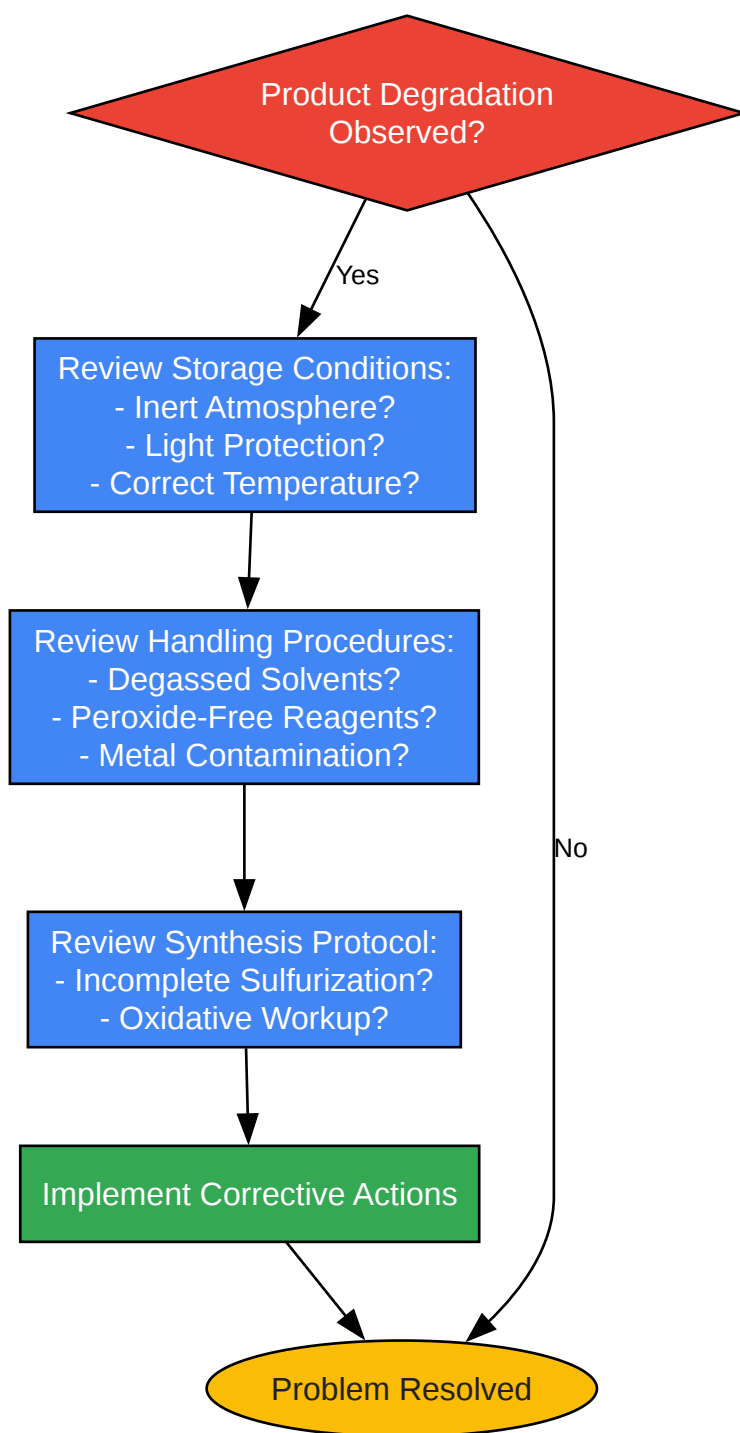 Product Degradation
Observed?
Yes
Review Storage Conditions:
- Inert Atmosphere?
- Light Protection?
- Correct Temperature?
Review Handling Procedures:
- Degassed Solvents?
- Peroxide-Free Reagents?
- Metal Contamination?
No
Review Synthesis Protocol:
- Incomplete Sulfurization?
- Oxidative Workup?
Implement Corrective Actions
Problem Resolved